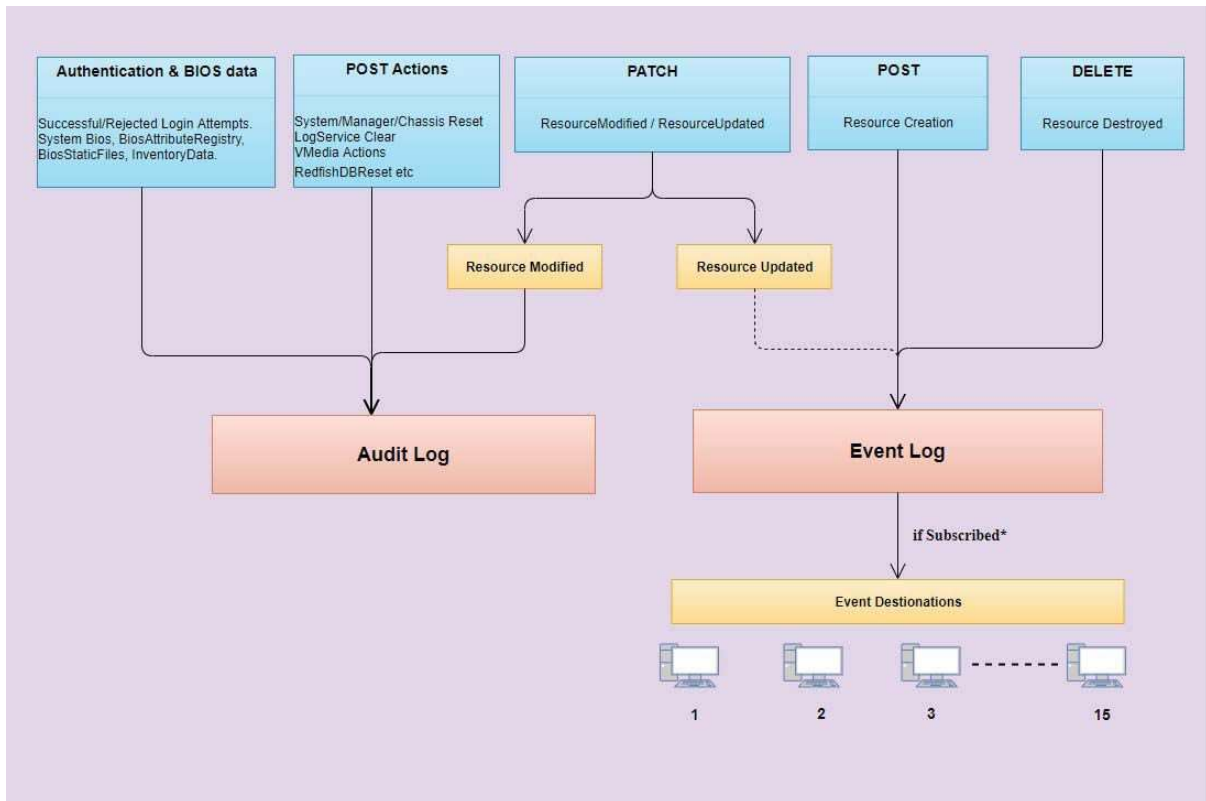 Authentication & BIOS data
Successful/Rejected Login Attempts.
System Bios, BiosAttributeRegistry,
BiosStaticFiles, InventoryData.
POST Actions
System/Manager/Chassis Reset
LogService Clear
VMedia Actions
RedfishDBReset etc
PATCH
ResourceModified / ResourceUpdated
POST
Resource Creation
DELETE
Resource Destroyed
Resource Modified
Resource Updated
Audit Log
Event Log
if Subscribed*
Event Destionations
1
2
3
15